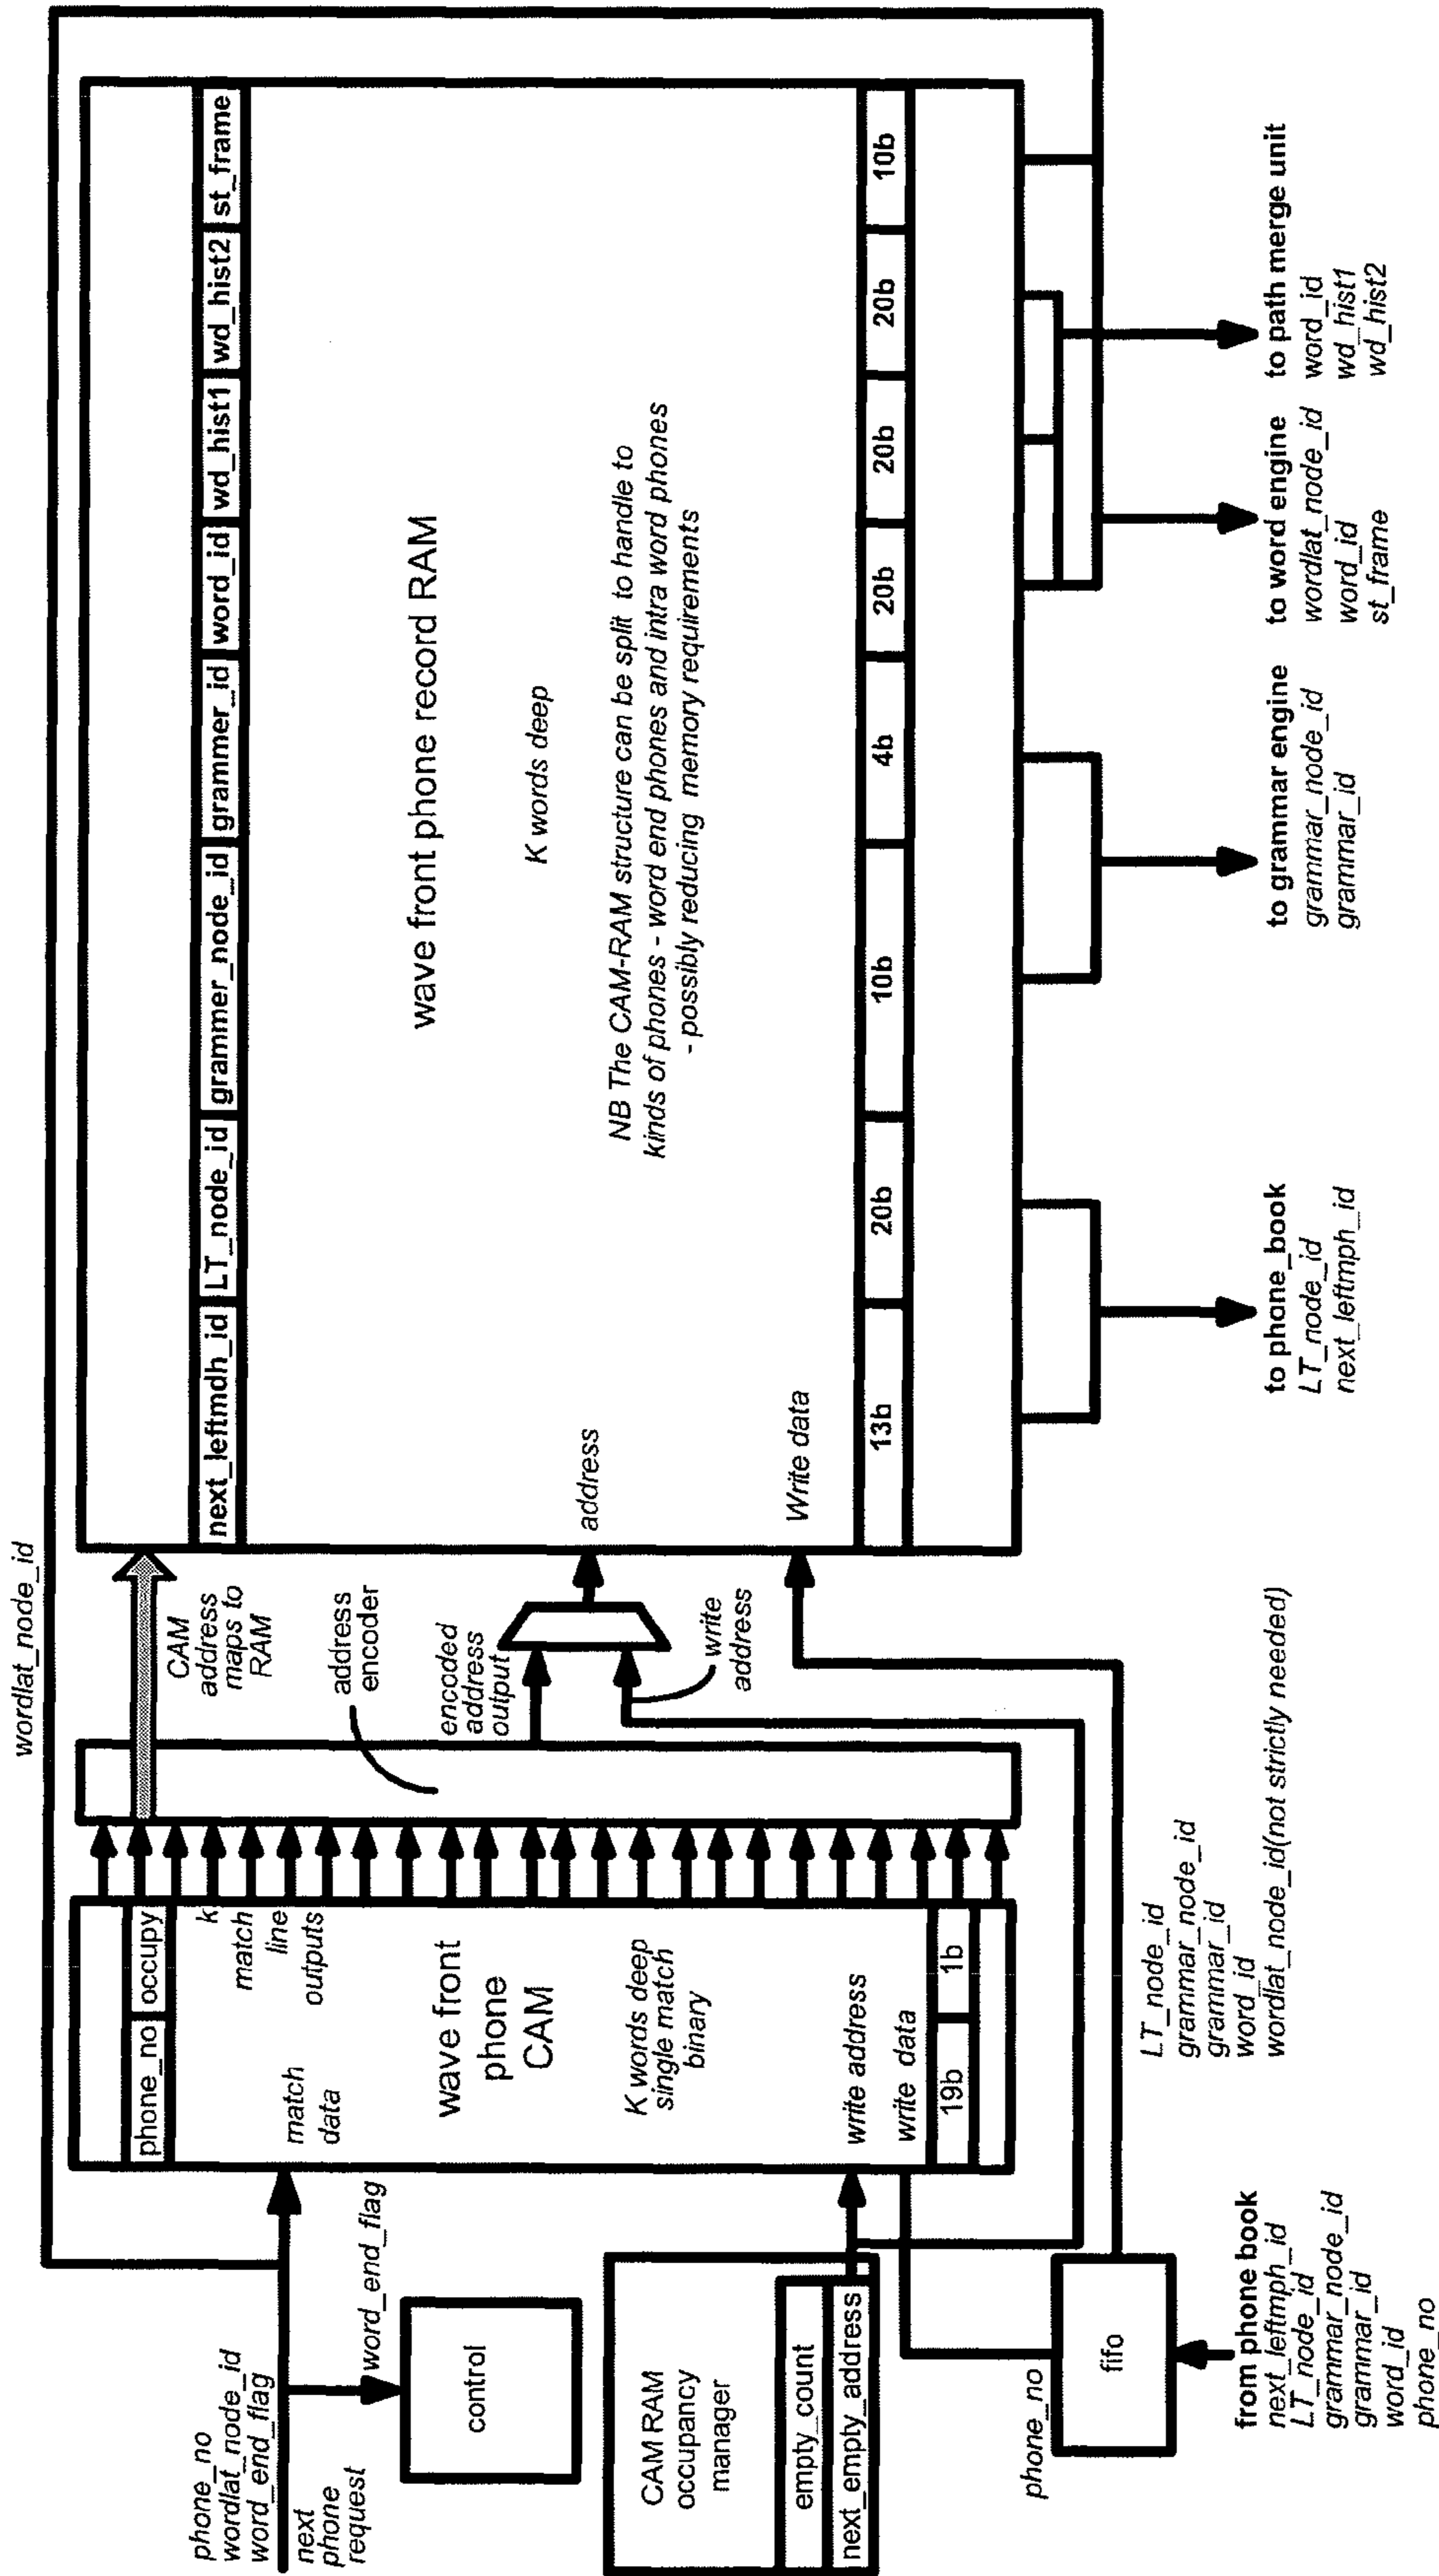 wordlat_node_id
phone_no
wordlat_node_id
word_end_flag
next
phone
request
word_end_flag
control
CAM RAM
occupancy
manager
empty_count
next_empty_address
phone_no
fifo
from phone book
next_leftmph_id
LT_node_id
grammar_node_id
grammar_id
word_id
phone_no
phone_no
occupy
match
data
k
match
line
outputs
wave front
phone
CAM
K words deep
single match
binary
write address
write data
19b
1b
LT_node_id
grammar_node_id
grammar_id
word_id
wordlat_node_id(not strictly needed)
CAM
address
maps to
RAM
address
encoder
encoded
address
output
write
address
next_leftmdh_id
LT_node_id
grammer_node_id
grammer_id
word_id
wd_hist1
wd_hist2
st_frame
wave front phone record RAM
K words deep
address
NB The CAM-RAM structure can be split to handle to
kinds of phones - word end phones and intra word phones
- possibly reducing memory requirements
Write data
13b
20b
10b
4b
20b
20b
20b
10b
to phone_book
LT_node_id
next_leftmph_id
to grammar engine
grammar_node_id
grammar_id
to word engine
wordlat_node_id
word_id
st_frame
to path merge unit
word_id
wd_hist1
wd_hist2